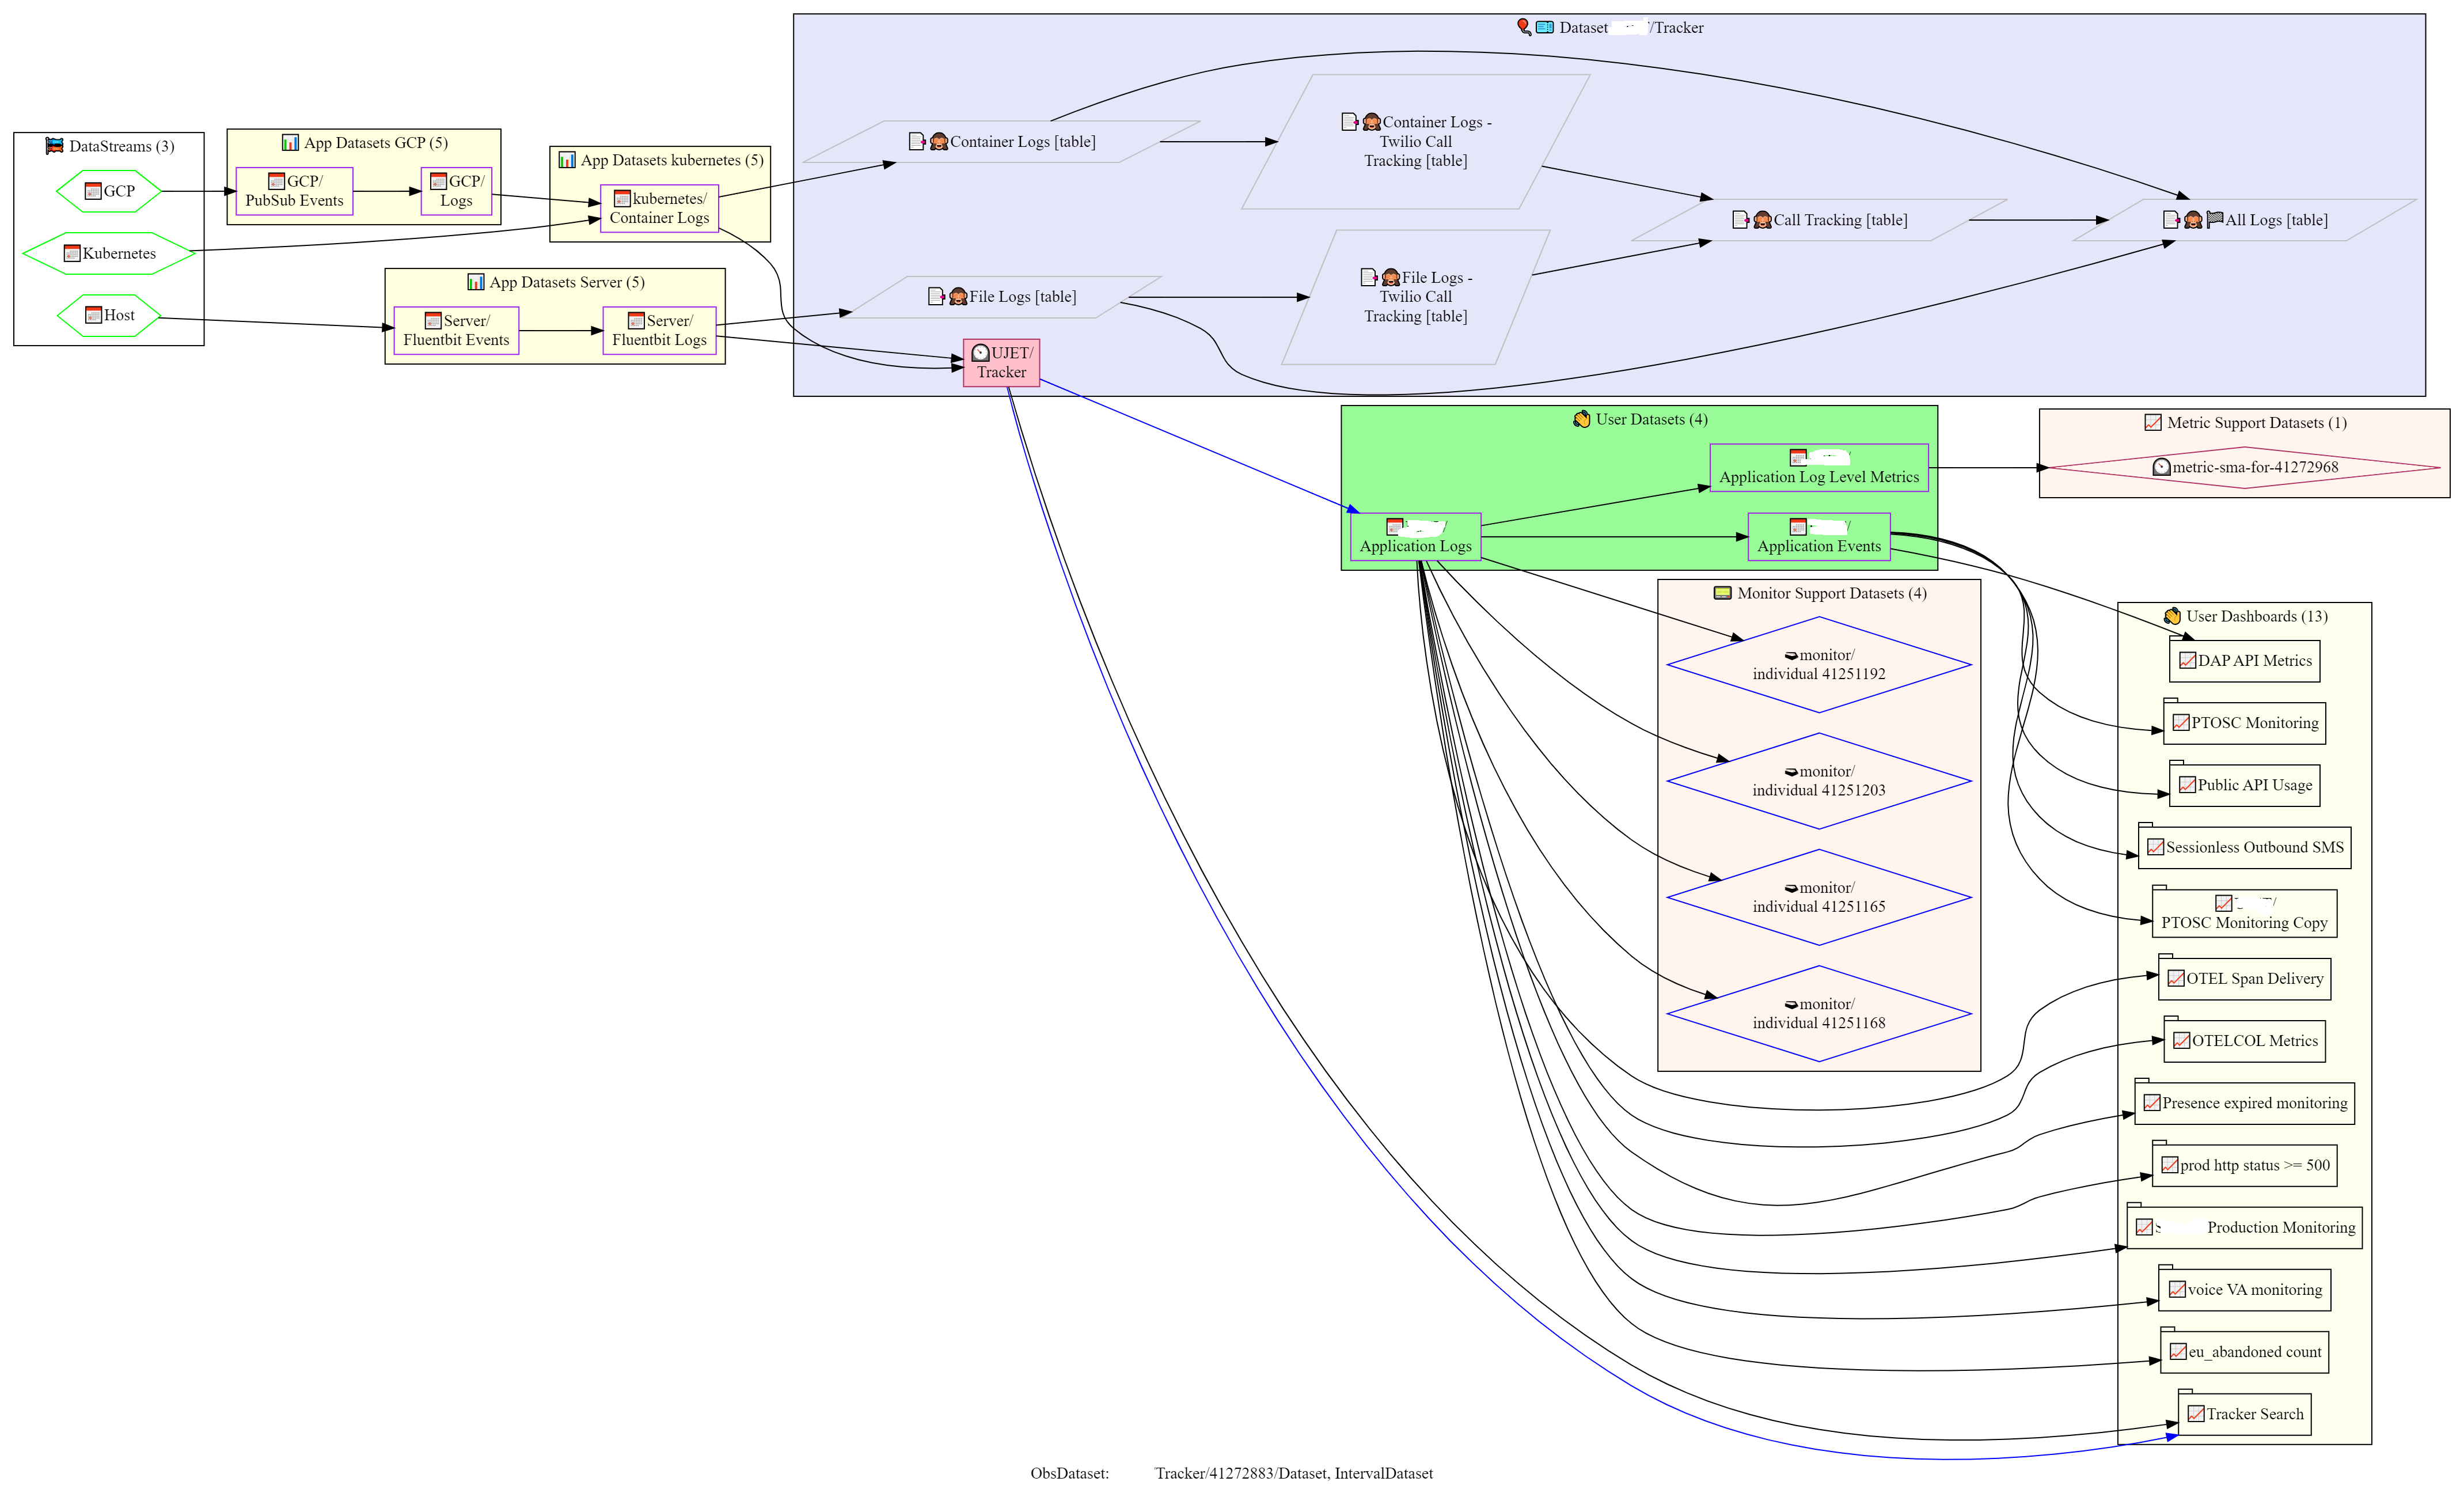 Dataset /Tracker
DataStreams (3)
GCP
Kubernetes
Host
App Datasets GCP (5)
GCP/
PubSub Events
GCP/
Logs
App Datasets kubernetes (5)
kubernetes/
Container Logs
App Datasets Server (5)
Server/
Fluentbit Events
Server/
Fluentbit Logs
Container Logs [table]
Container Logs -
Twilio Call
Tracking [table]
File Logs [table]
File Logs -
Twilio Call
Tracking [table]
Call Tracking [table]
All Logs [table]
UJET/
Tracker
User Datasets (4)
/
Application Log Level Metrics
/
Application Logs
/
Application Events
Metric Support Datasets (1)
metric-sma-for-41272968
Monitor Support Datasets (4)
monitor/
individual 41251192
monitor/
individual 41251203
monitor/
individual 41251165
monitor/
individual 41251168
User Dashboards (13)
DAP API Metrics
PTOSC Monitoring
Public API Usage
Sessionless Outbound SMS
/
PTOSC Monitoring Copy
OTEL Span Delivery
OTELCOL Metrics
Presence expired monitoring
prod http status >= 500
Production Monitoring
voice VA monitoring
eu_abandoned count
Tracker Search
ObsDataset: Tracker/41272883/Dataset, IntervalDataset